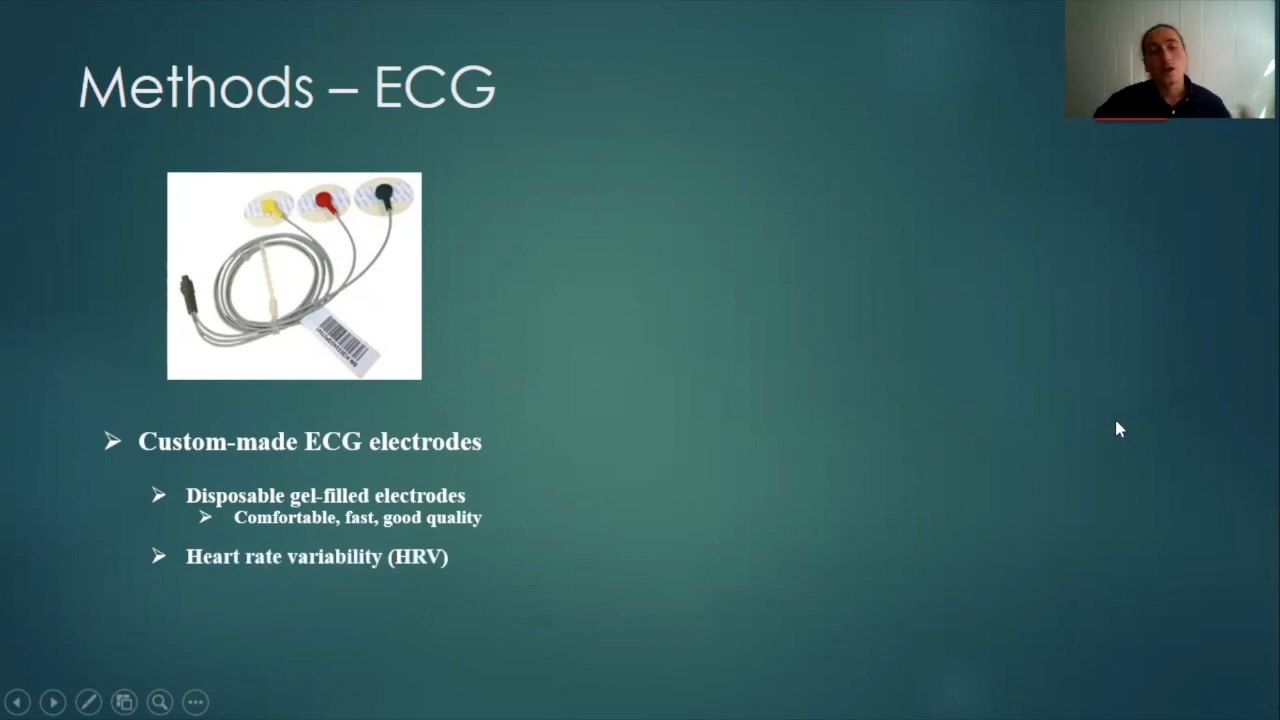 Methods – ECG
Custom-made ECG electrodes
Disposable gel-filled electrodes
Comfortable, fast, good quality
Heart rate variability (HRV)